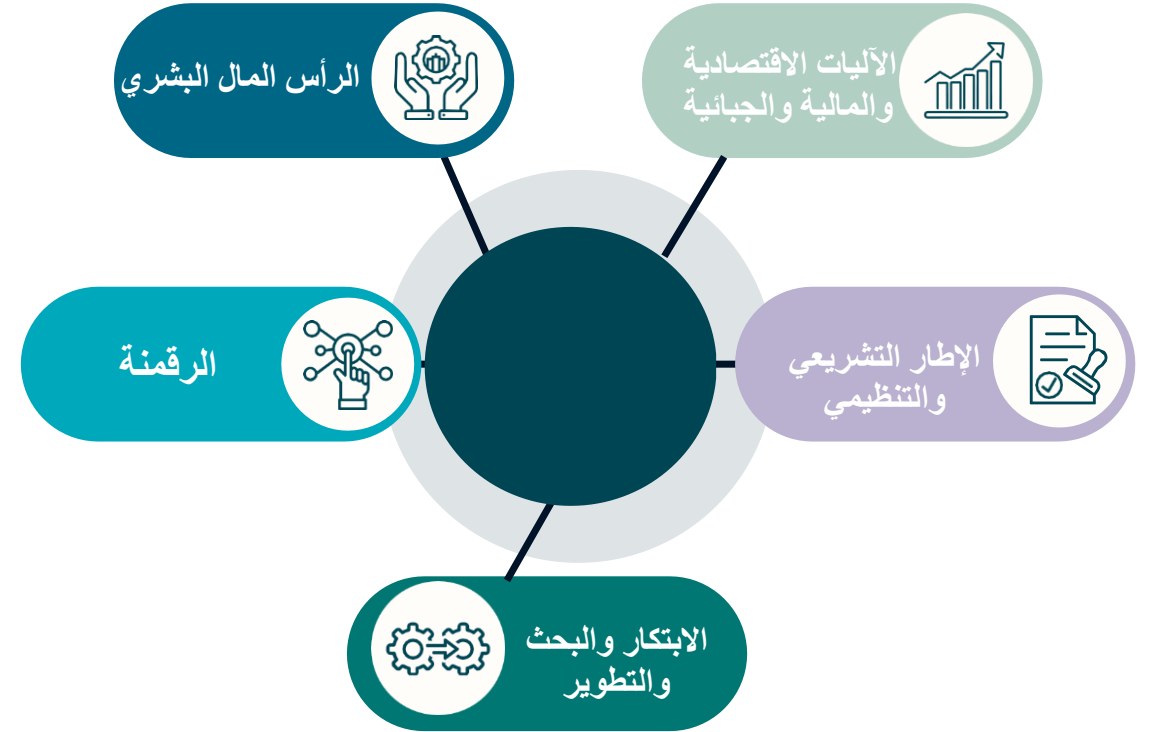 الآليات الاقتصادية
والمالية والجبائية
الرأس المال البشري
الإطار التشريعي
والتنظيمي
الرقمنة
الابتكار والبحث
والتطوير